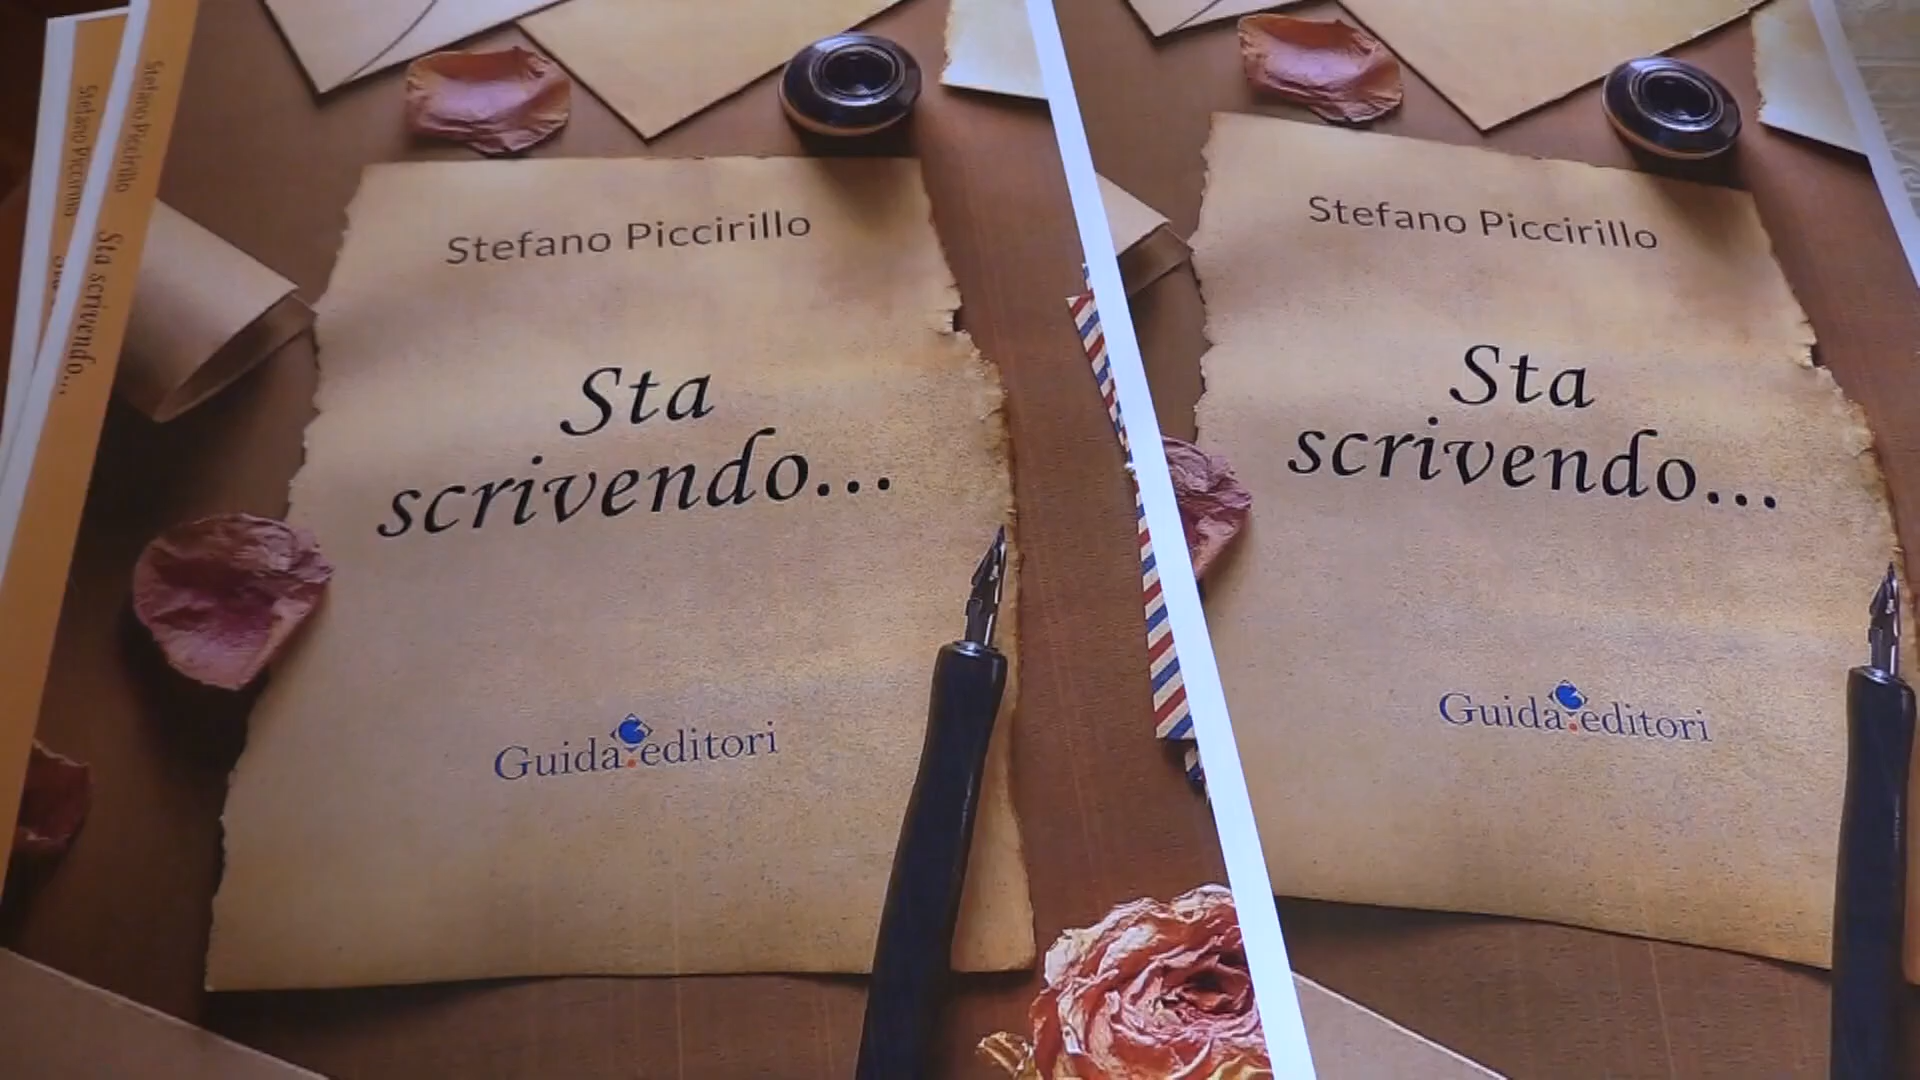 Stefano Piccirillo
Stefano Piccirillo
Sta scrivendo...
Stefano Piccirillo
Sta
scrivendo...
Guida editori
Stefano Piccirillo
Sta
scrivendo...
Guida editori